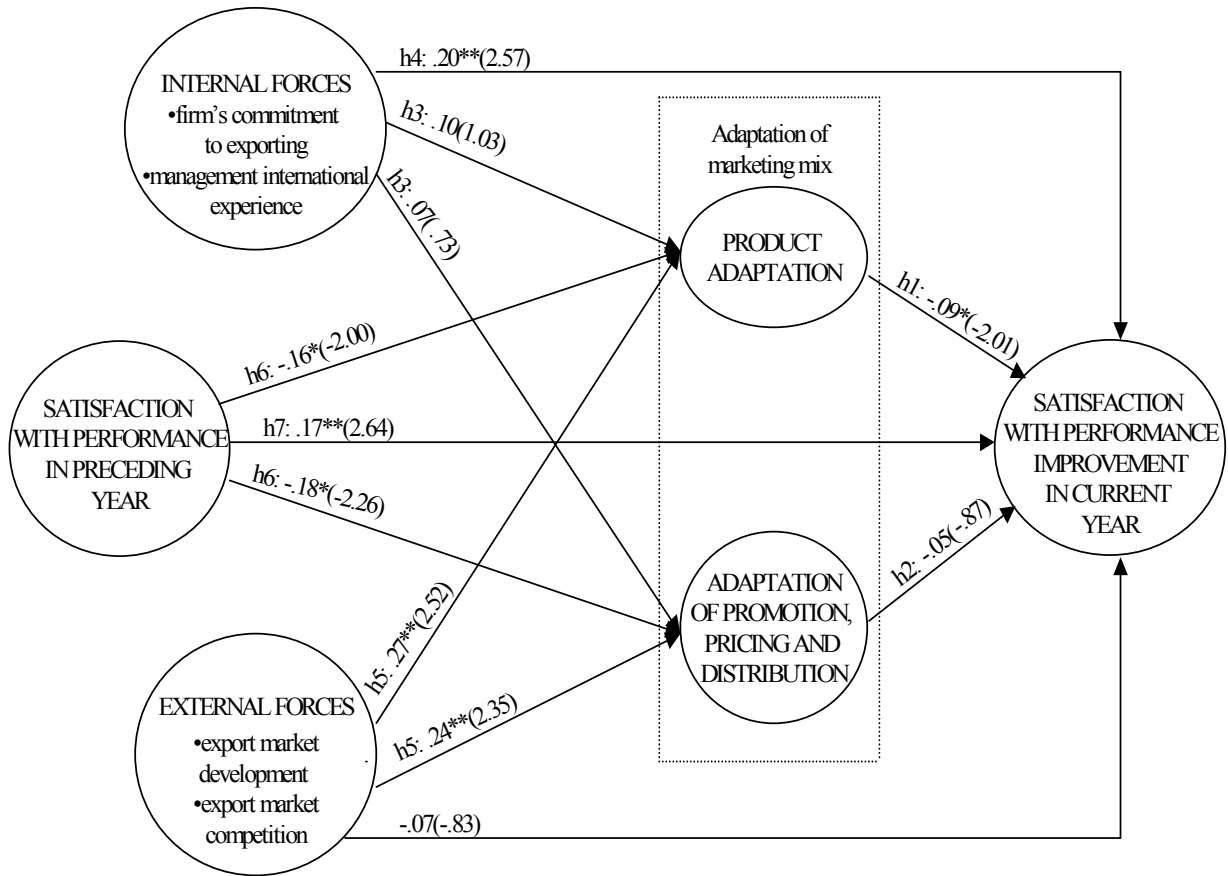 h4: .20**(2.57)
INTERNAL FORCES
•firm's commitment
to exporting
•management international
experience
h3: .10(1.03)
h3: .07(.73)
Adaptation of
marketing mix
PRODUCT
ADAPTATION
h1: -.09*(-2.01)
h6: -.16*(-2.00)
SATISFACTION
WITH PERFORMANCE
IN PRECEDING
YEAR
h7: .17**(2.64)
h6: -.18*(-2.26)
SATISFACTION
WITH PERFORMANCE
IMPROVEMENT
IN CURRENT
YEAR
h2: -.05(-.87)
ADAPTATION
OF PROMOTION,
PRICING AND
DISTRIBUTION
h5: .27**(2.52)
h5: .24**(2.35)
EXTERNAL FORCES
•export market
development
•export market
competition
-.07(-.83)